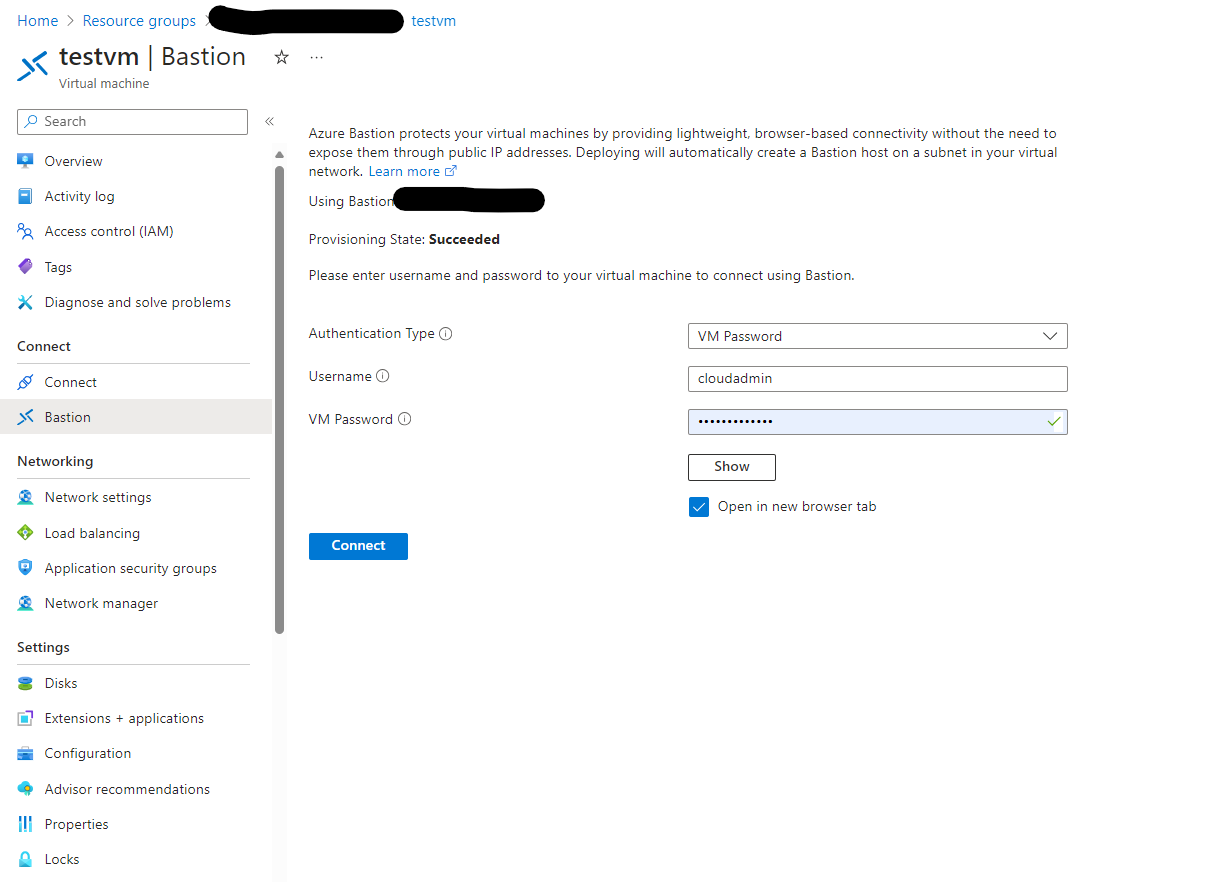 Home > Resource groups > testvm
testvm | Bastion ☆ ...
Virtual machine
Search «
Overview
Activity log
Access control (IAM)
Tags
Diagnose and solve problems
Connect
Connect
Bastion
Networking
Network settings
Load balancing
Application security groups
Network manager
Settings
Disks
Extensions + applications
Configuration
Advisor recommendations
Properties
Locks
Azure Bastion protects your virtual machines by providing lightweight, browser-based connectivity without the need to
expose them through public IP addresses. Deploying will automatically create a Bastion host on a subnet in your virtual
network. Learn more
Using Bastion
Provisioning State: Succeeded
Please enter username and password to your virtual machine to connect using Bastion.
Authentication Type
VM Password
Username
cloudadmin
VM Password
•••••••••••••
Show
Open in new browser tab
Connect